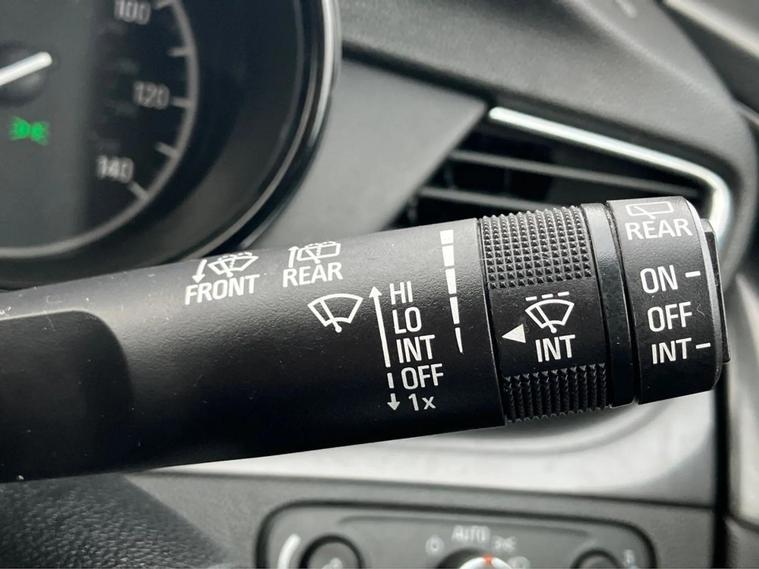 100
120
140
FRONT
REAR
HI
LO
INT
OFF
1x
INT
REAR
ON
OFF
INT
AUTO